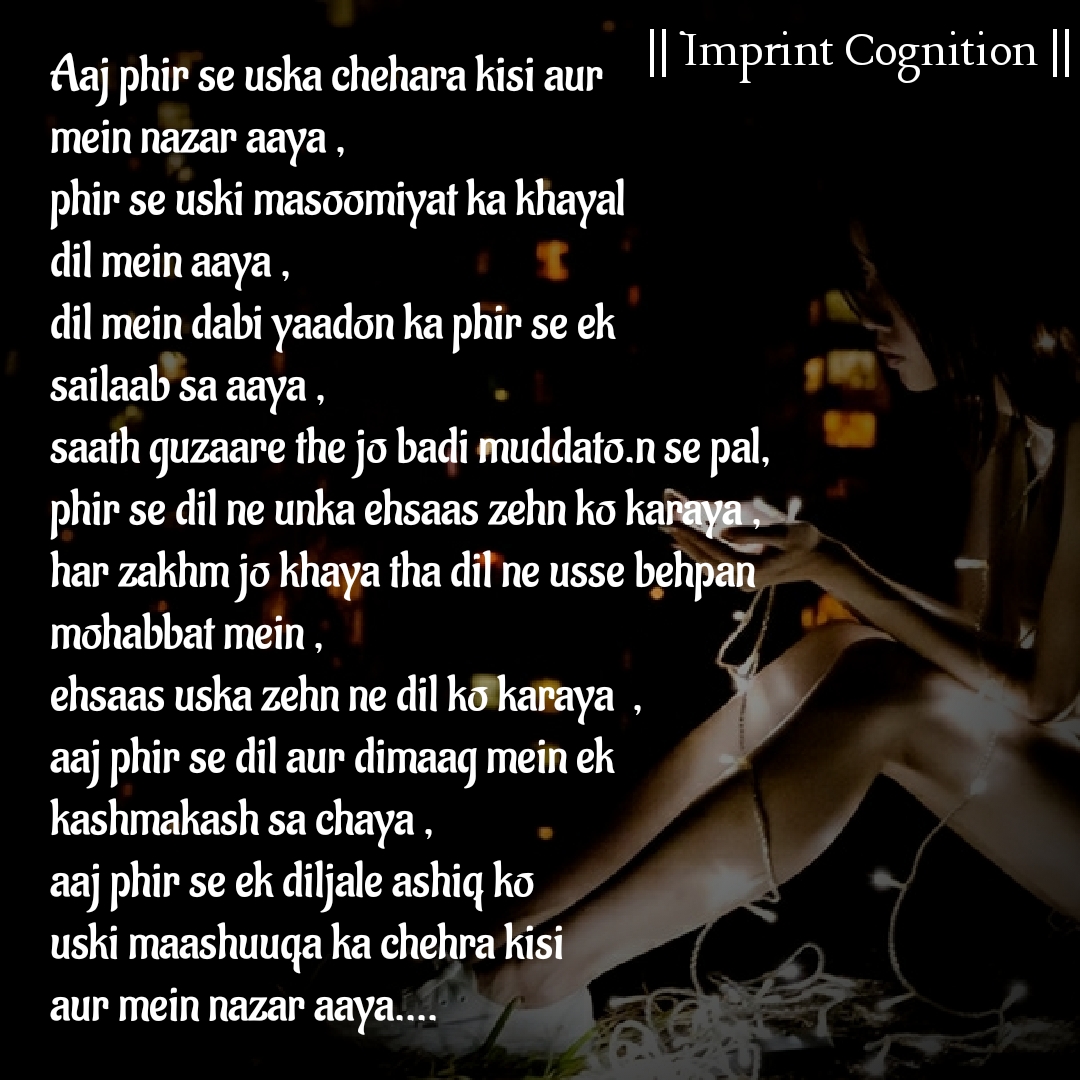 || Imprint Cognition ||
Aaj phir se uska chehara kisi aur
mein nazar aaya ,
phir se uski masoomiyat ka khayal
dil mein aaya ,
dil mein dabi yaadon ka phir se ek
sailaab sa aaya ,
saath guzaare the jo badi muddato.n se pal,
phir se dil ne unka ehsaas zehn ko karaya ,
har zakhm jo khaya tha dil ne usse behpan
mohabbat mein ,
ehsaas uska zehn ne dil ko karaya ,
aaj phir se dil aur dimaag mein ek
kashmakash sa chaya ,
aaj phir se ek diljale ashiq ko
uski maashuuqa ka chehra kisi
aur mein nazar aaya....